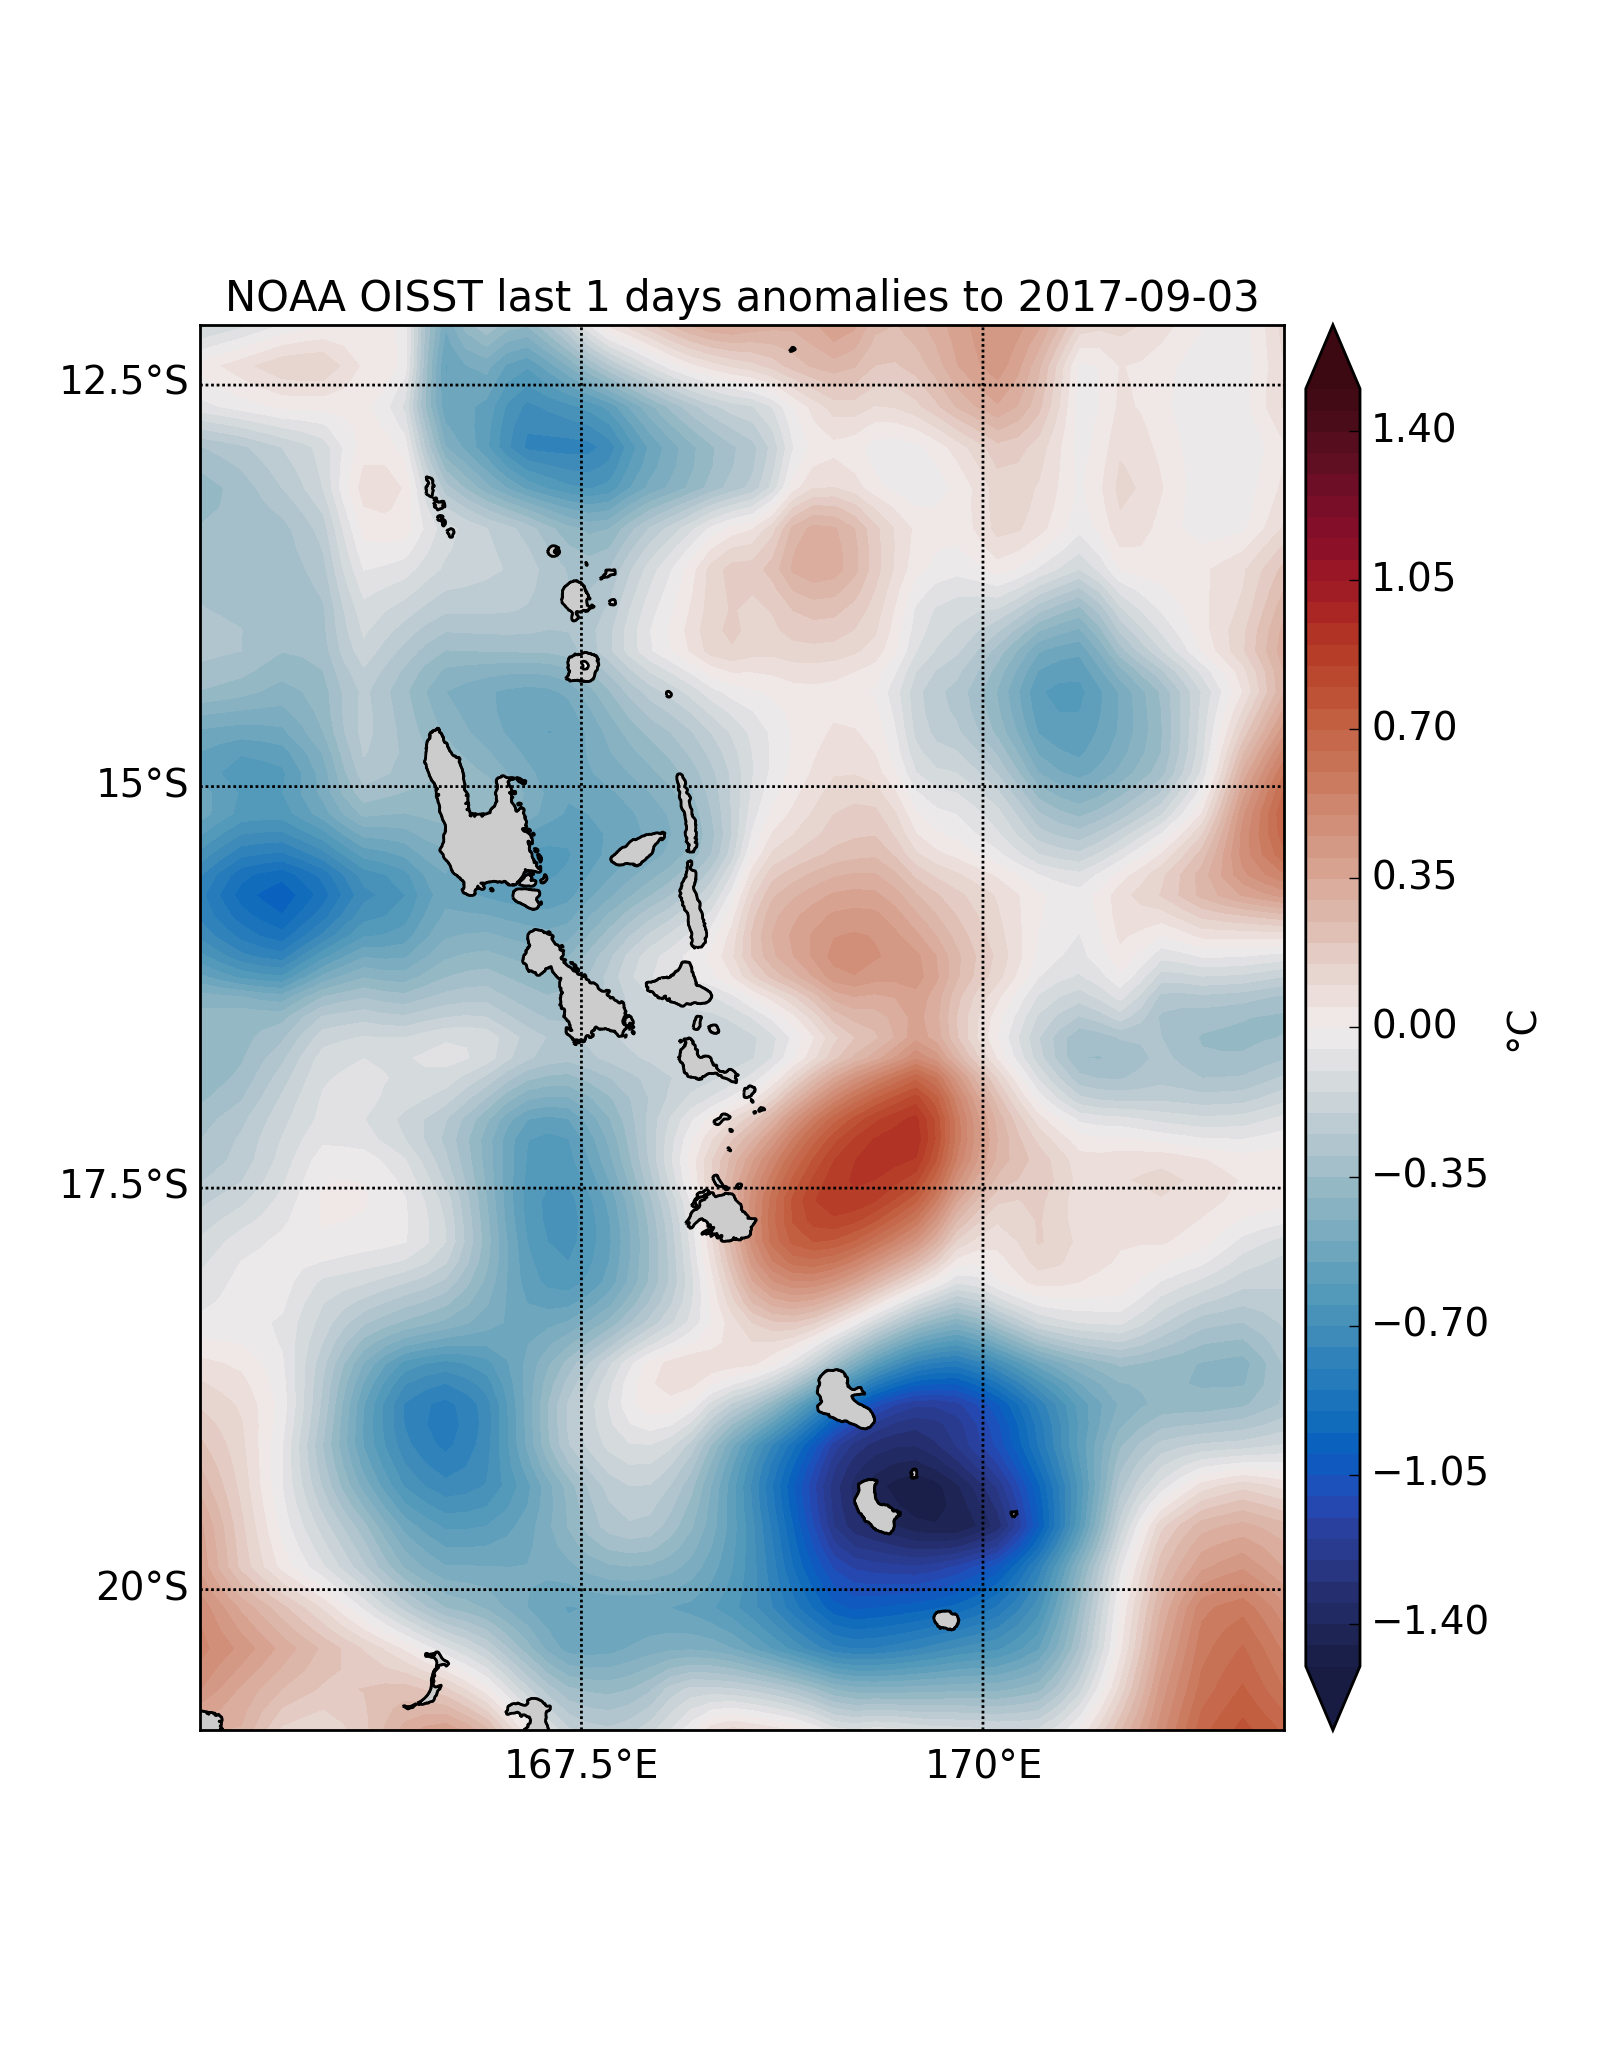 NOAA OISST last 1 days anomalies to 2017-09-03
12.5°S
15°S
17.5°S
20°S
167.5°E
170°E
1.40
1.05
0.70
0.35
0.00
−0.35
−0.70
−1.05
−1.40
°C